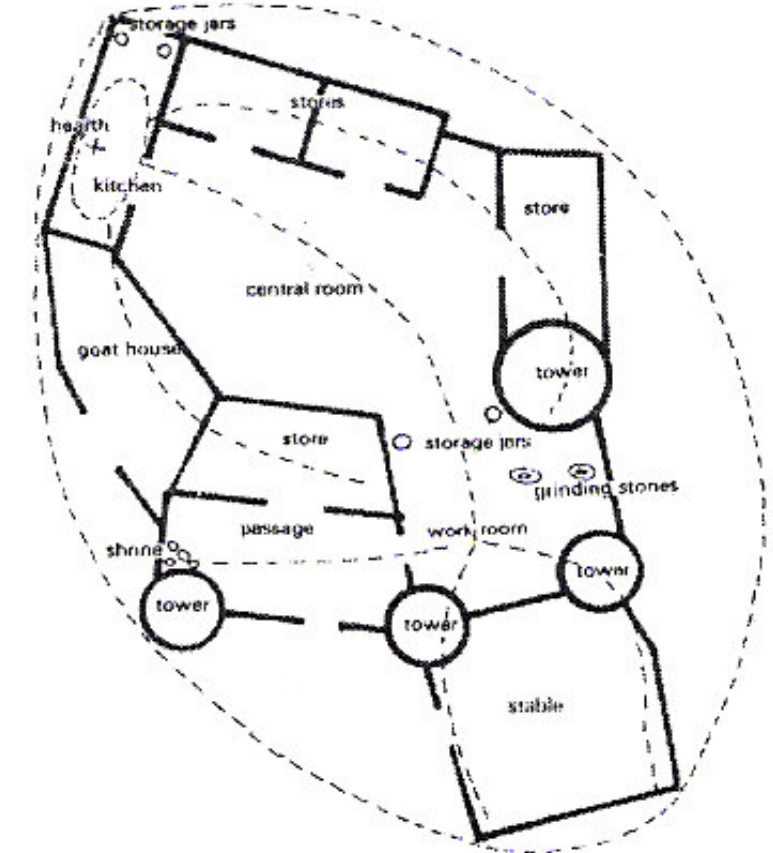 storage jars
stores
hearth
kitchen
store
central room
goat house
tower
store
storage jars
grinding stones
passage
work room
shrine
tower
tower
tower
stable